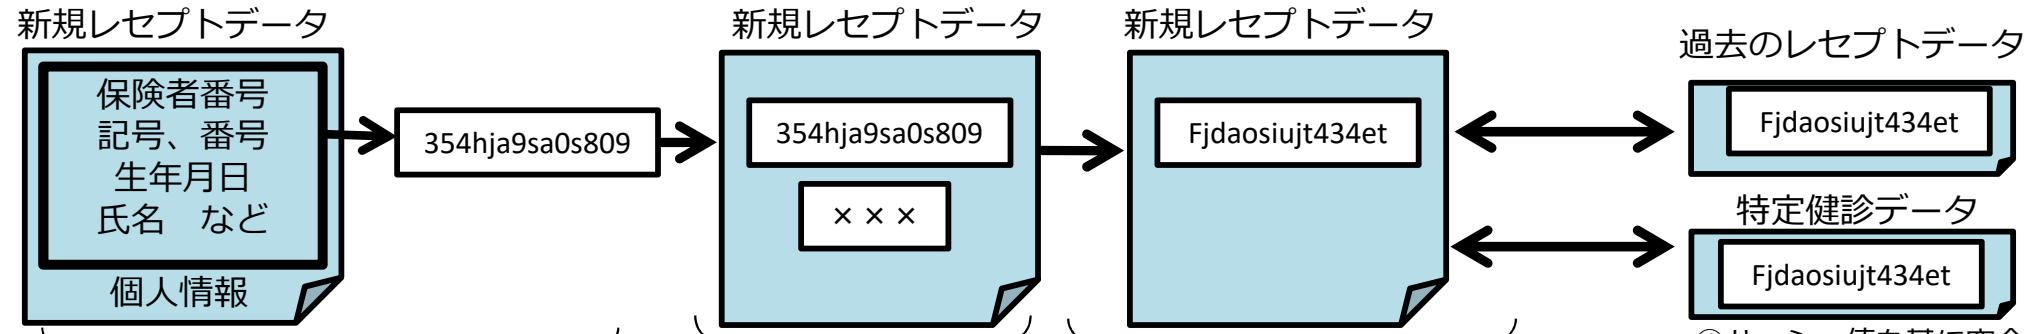 新規レセプトデータ
保険者番号
記号、番号
生年月日
氏名　など
個人情報
354hja9sa0s809
新規レセプトデータ
354hja9sa0s809
×××
新規レセプトデータ
Fjdaosiujt434et
過去のレセプトデータ
Fjdaosiujt434et
特定健診データ
Fjdaosiujt434et